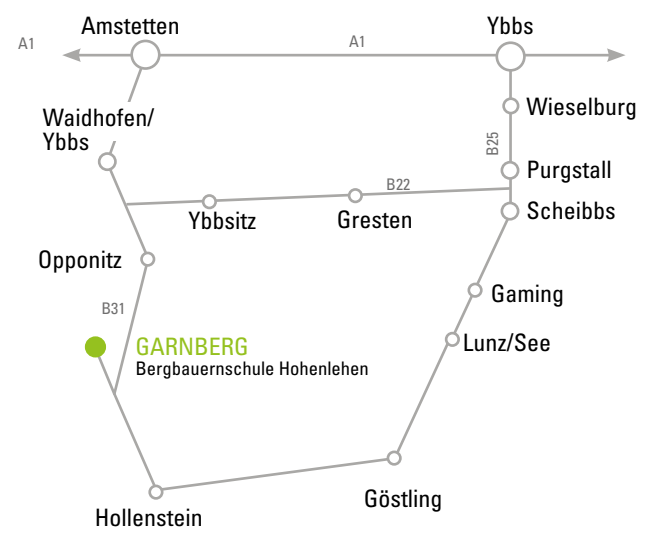 Amstetten
Ybbs
A1
A1
Waidhofen/
Ybbs
Wieselburg
B25
Purgstall
B22
Ybbsitz
Gresten
Scheibbs
Opponitz
Gaming
B31
GARNBERG
Bergbauernschule Hohenlehen
Lunz/See
Göstling
Hollenstein